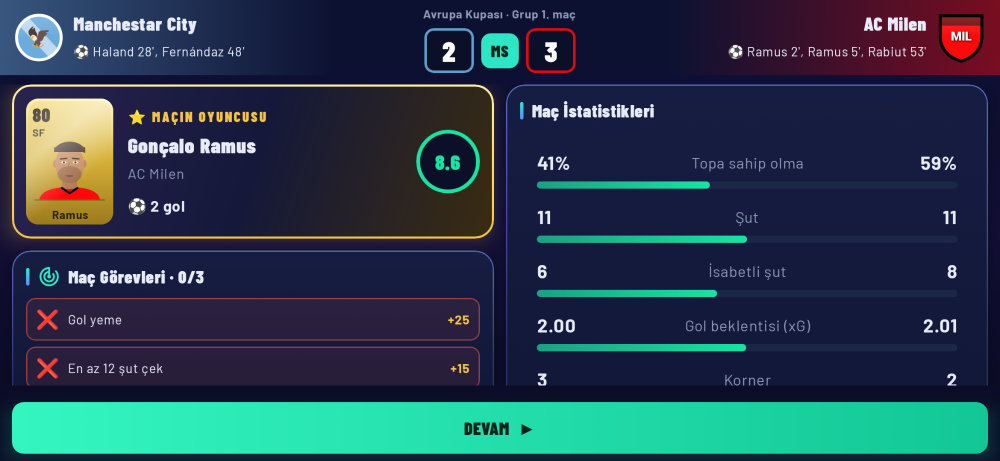 Manchestar City
Haland 28', Fernández 48'
Avrupa Kupası · Grup 1. maç
2 MS 3
AC Milen
Ramus 2', Ramus 5', Rabiut 53'
MIL
80
SF
Ramus
MAÇIN OYUNCUSU
Gonçalo Ramus
AC Milen
2 gol
8.6
Maç Görevleri · 0/3
Gol yeme +25
En az 12 şut çek +15
Maç İstatistikleri
41% Topa sahip olma 59%
11 Şut 11
6 İsabetli şut 8
2.00 Gol beklentisi (xG) 2.01
3 Korner 2
DEVAM ►